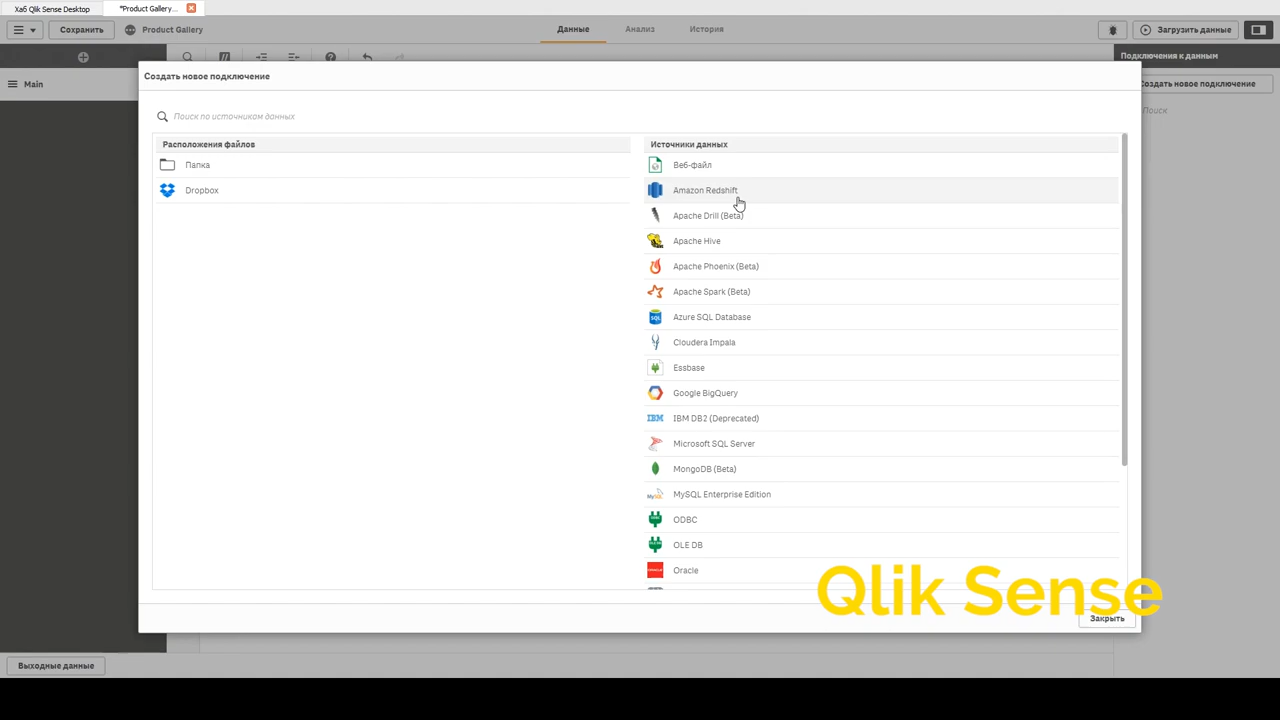 Хаб Qlik Sense Desktop
*Product Gallery...
Сохранить
Product Gallery
Данные
Анализ
История
Загрузить данные
Подключения к данным
Main
Создать новое подключение
Создать новое подключение
Поиск
Поиск по источником данных
Расположения файлов
Папка
Dropbox
Источники данных
Веб-файл
Amazon Redshift
Apache Drill (Beta)
Apache Hive
Apache Phoenix (Beta)
Apache Spark (Beta)
SQL
Azure SQL Database
Cloudera Impala
Essbase
Google BigQuery
IBM
IBM DB2 (Deprecated)
Microsoft SQL Server
MongoDB (Beta)
MySQL
MySQL Enterprise Edition
ODBC
OLE DB
Oracle
Qlik Sense
Закрыть
Выходные данные